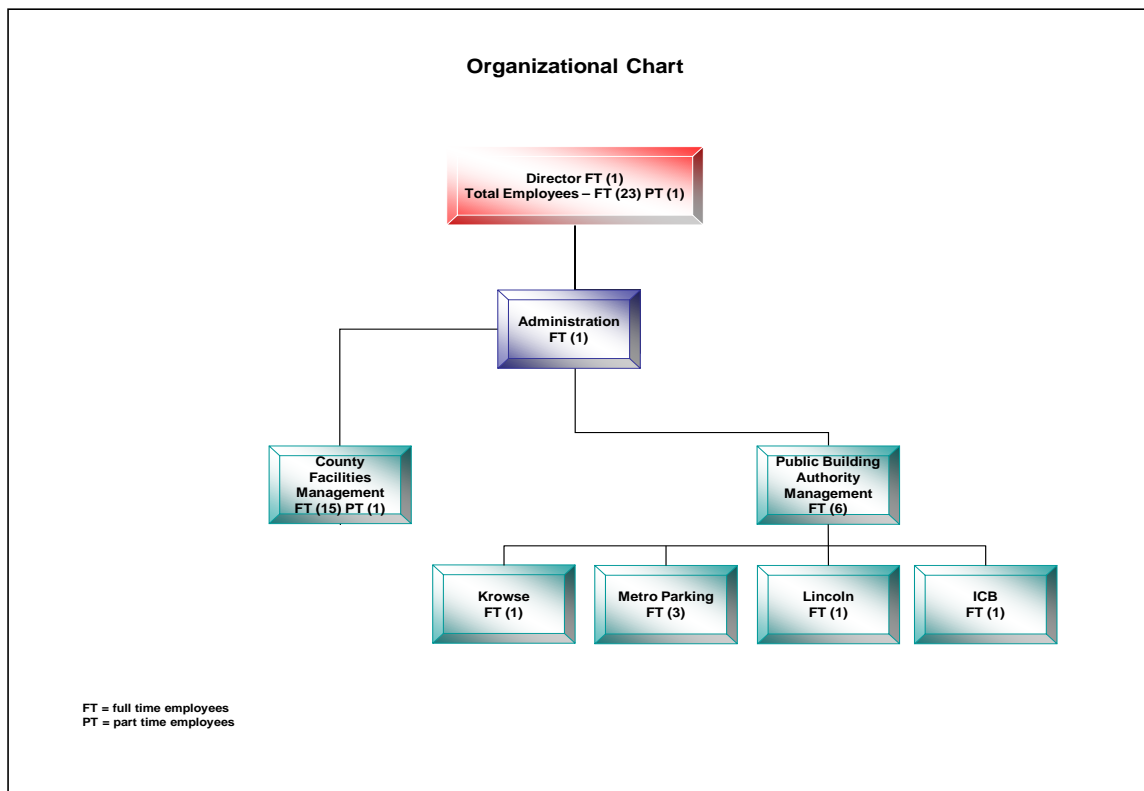 Organizational Chart
Director FT (1)
Total Employees – FT (23) PT (1)
Administration
FT (1)
County
Facilities
Management
FT (15) PT (1)
Public Building
Authority
Management
FT (6)
Krowse
FT (1)
Metro Parking
FT (3)
Lincoln
FT (1)
ICB
FT (1)
FT = full time employees
PT = part time employees